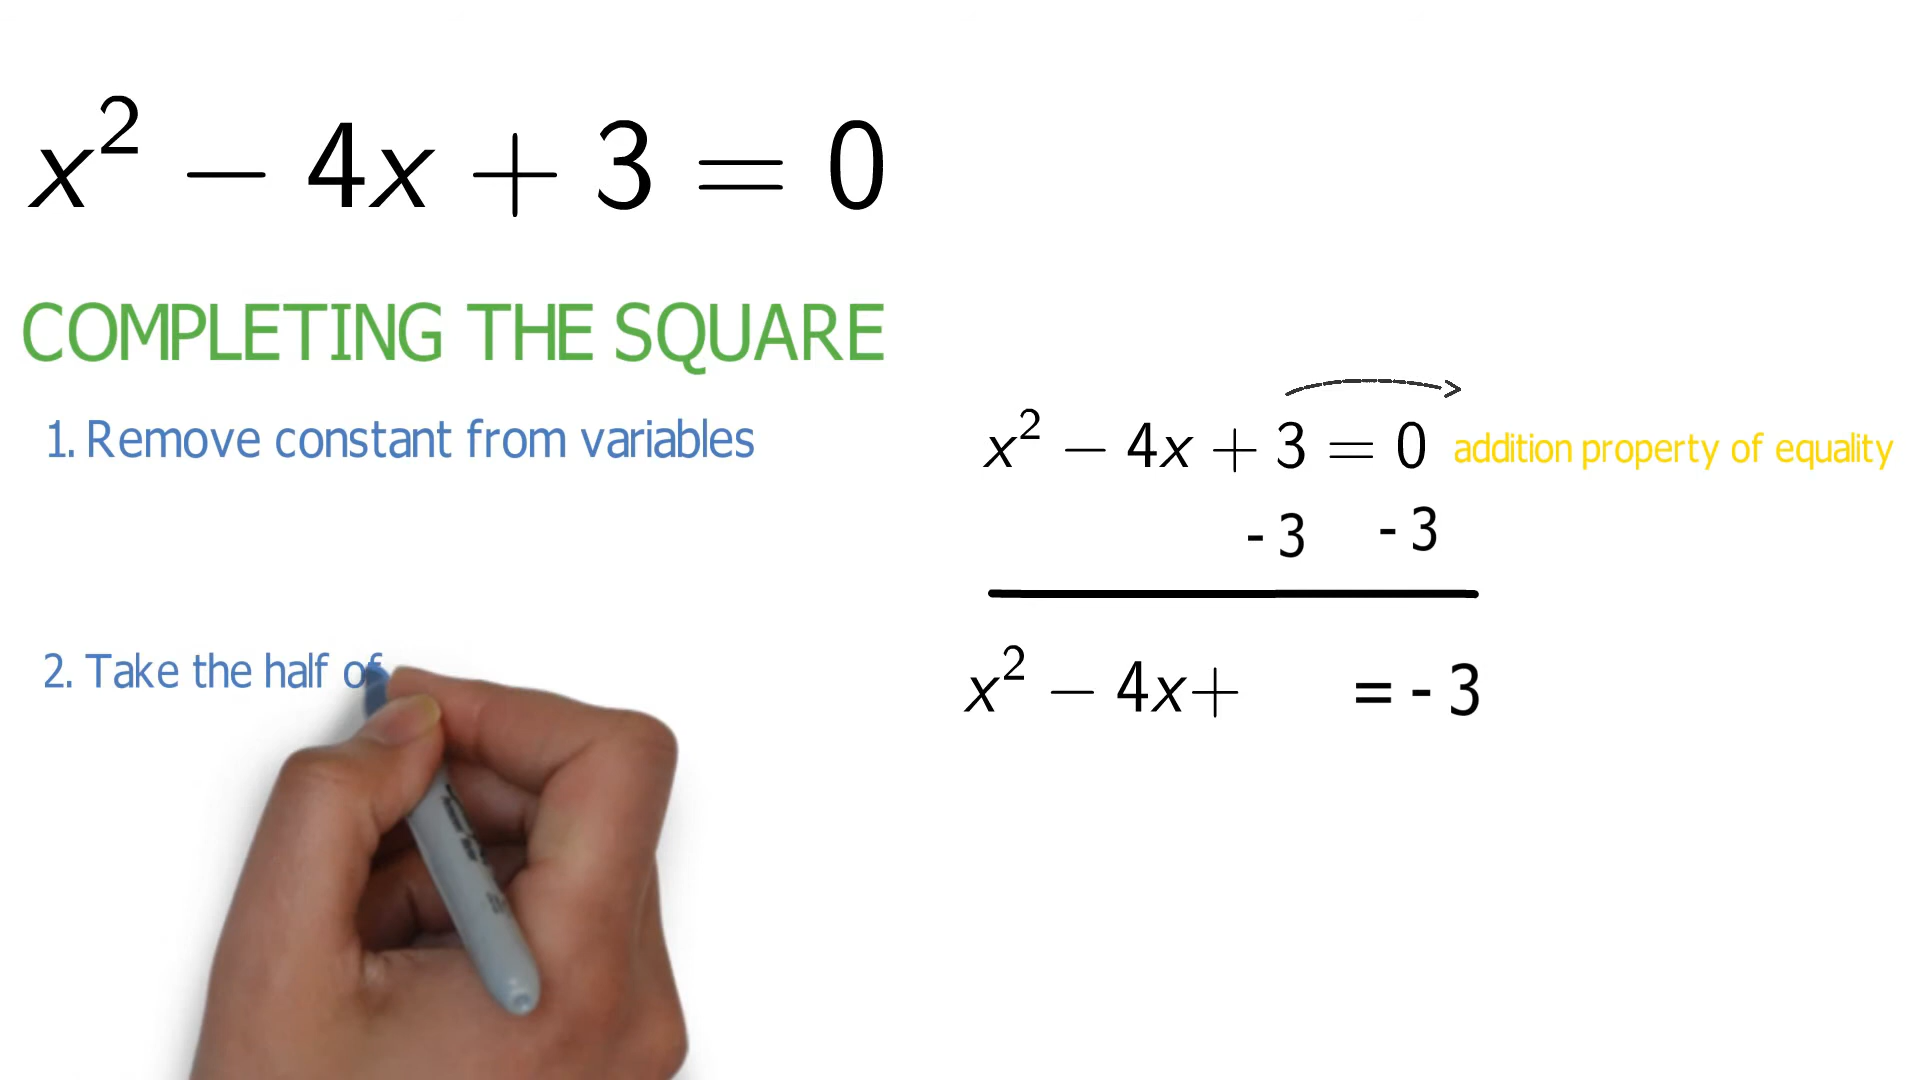 x² − 4x + 3 = 0
COMPLETING THE SQUARE
1. Remove constant from variables
x² − 4x + 3 = 0 addition property of equality
- 3 - 3
x² − 4x+ = - 3
2. Take the half of